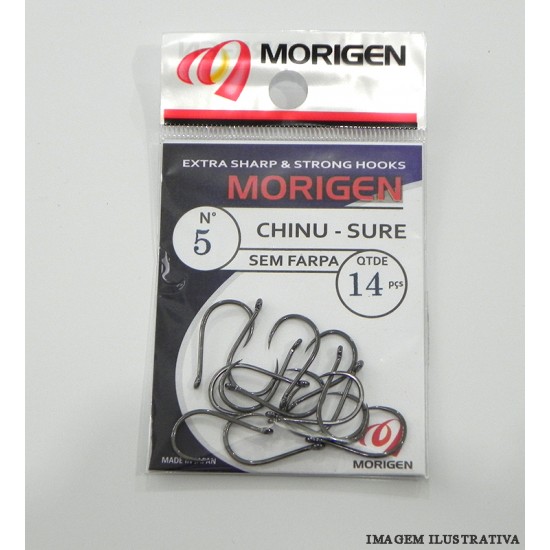 MORIGEN
EXTRA SHARP & STRONG HOOKS
MORIGEN
N°
5
CHINU - SURE
SEM FARPA
QTDE
14 pçs
MADE IN JAPAN
MORIGEN
IMAGEM ILUSTRATIVA